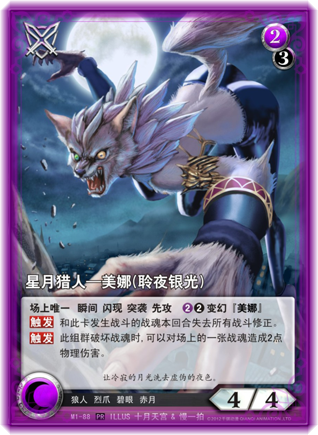 2
3
星月猎人—美娜(聆夜银光)
场上唯一 瞬间 闪现 突袭 先攻 ②②变幻『美娜』
触发 和此卡发生战斗的战魂本回合失去所有战斗修正。
触发 此组群破坏战魂时,可以对场上的一张战魂造成2点
物理伤害。
让冷寂的月光洗去虚伪的夜色。
狼人 烈爪 碧眼 赤月
4/4
M1-88 PR ILLUS 十月天宫 & 慢一拍